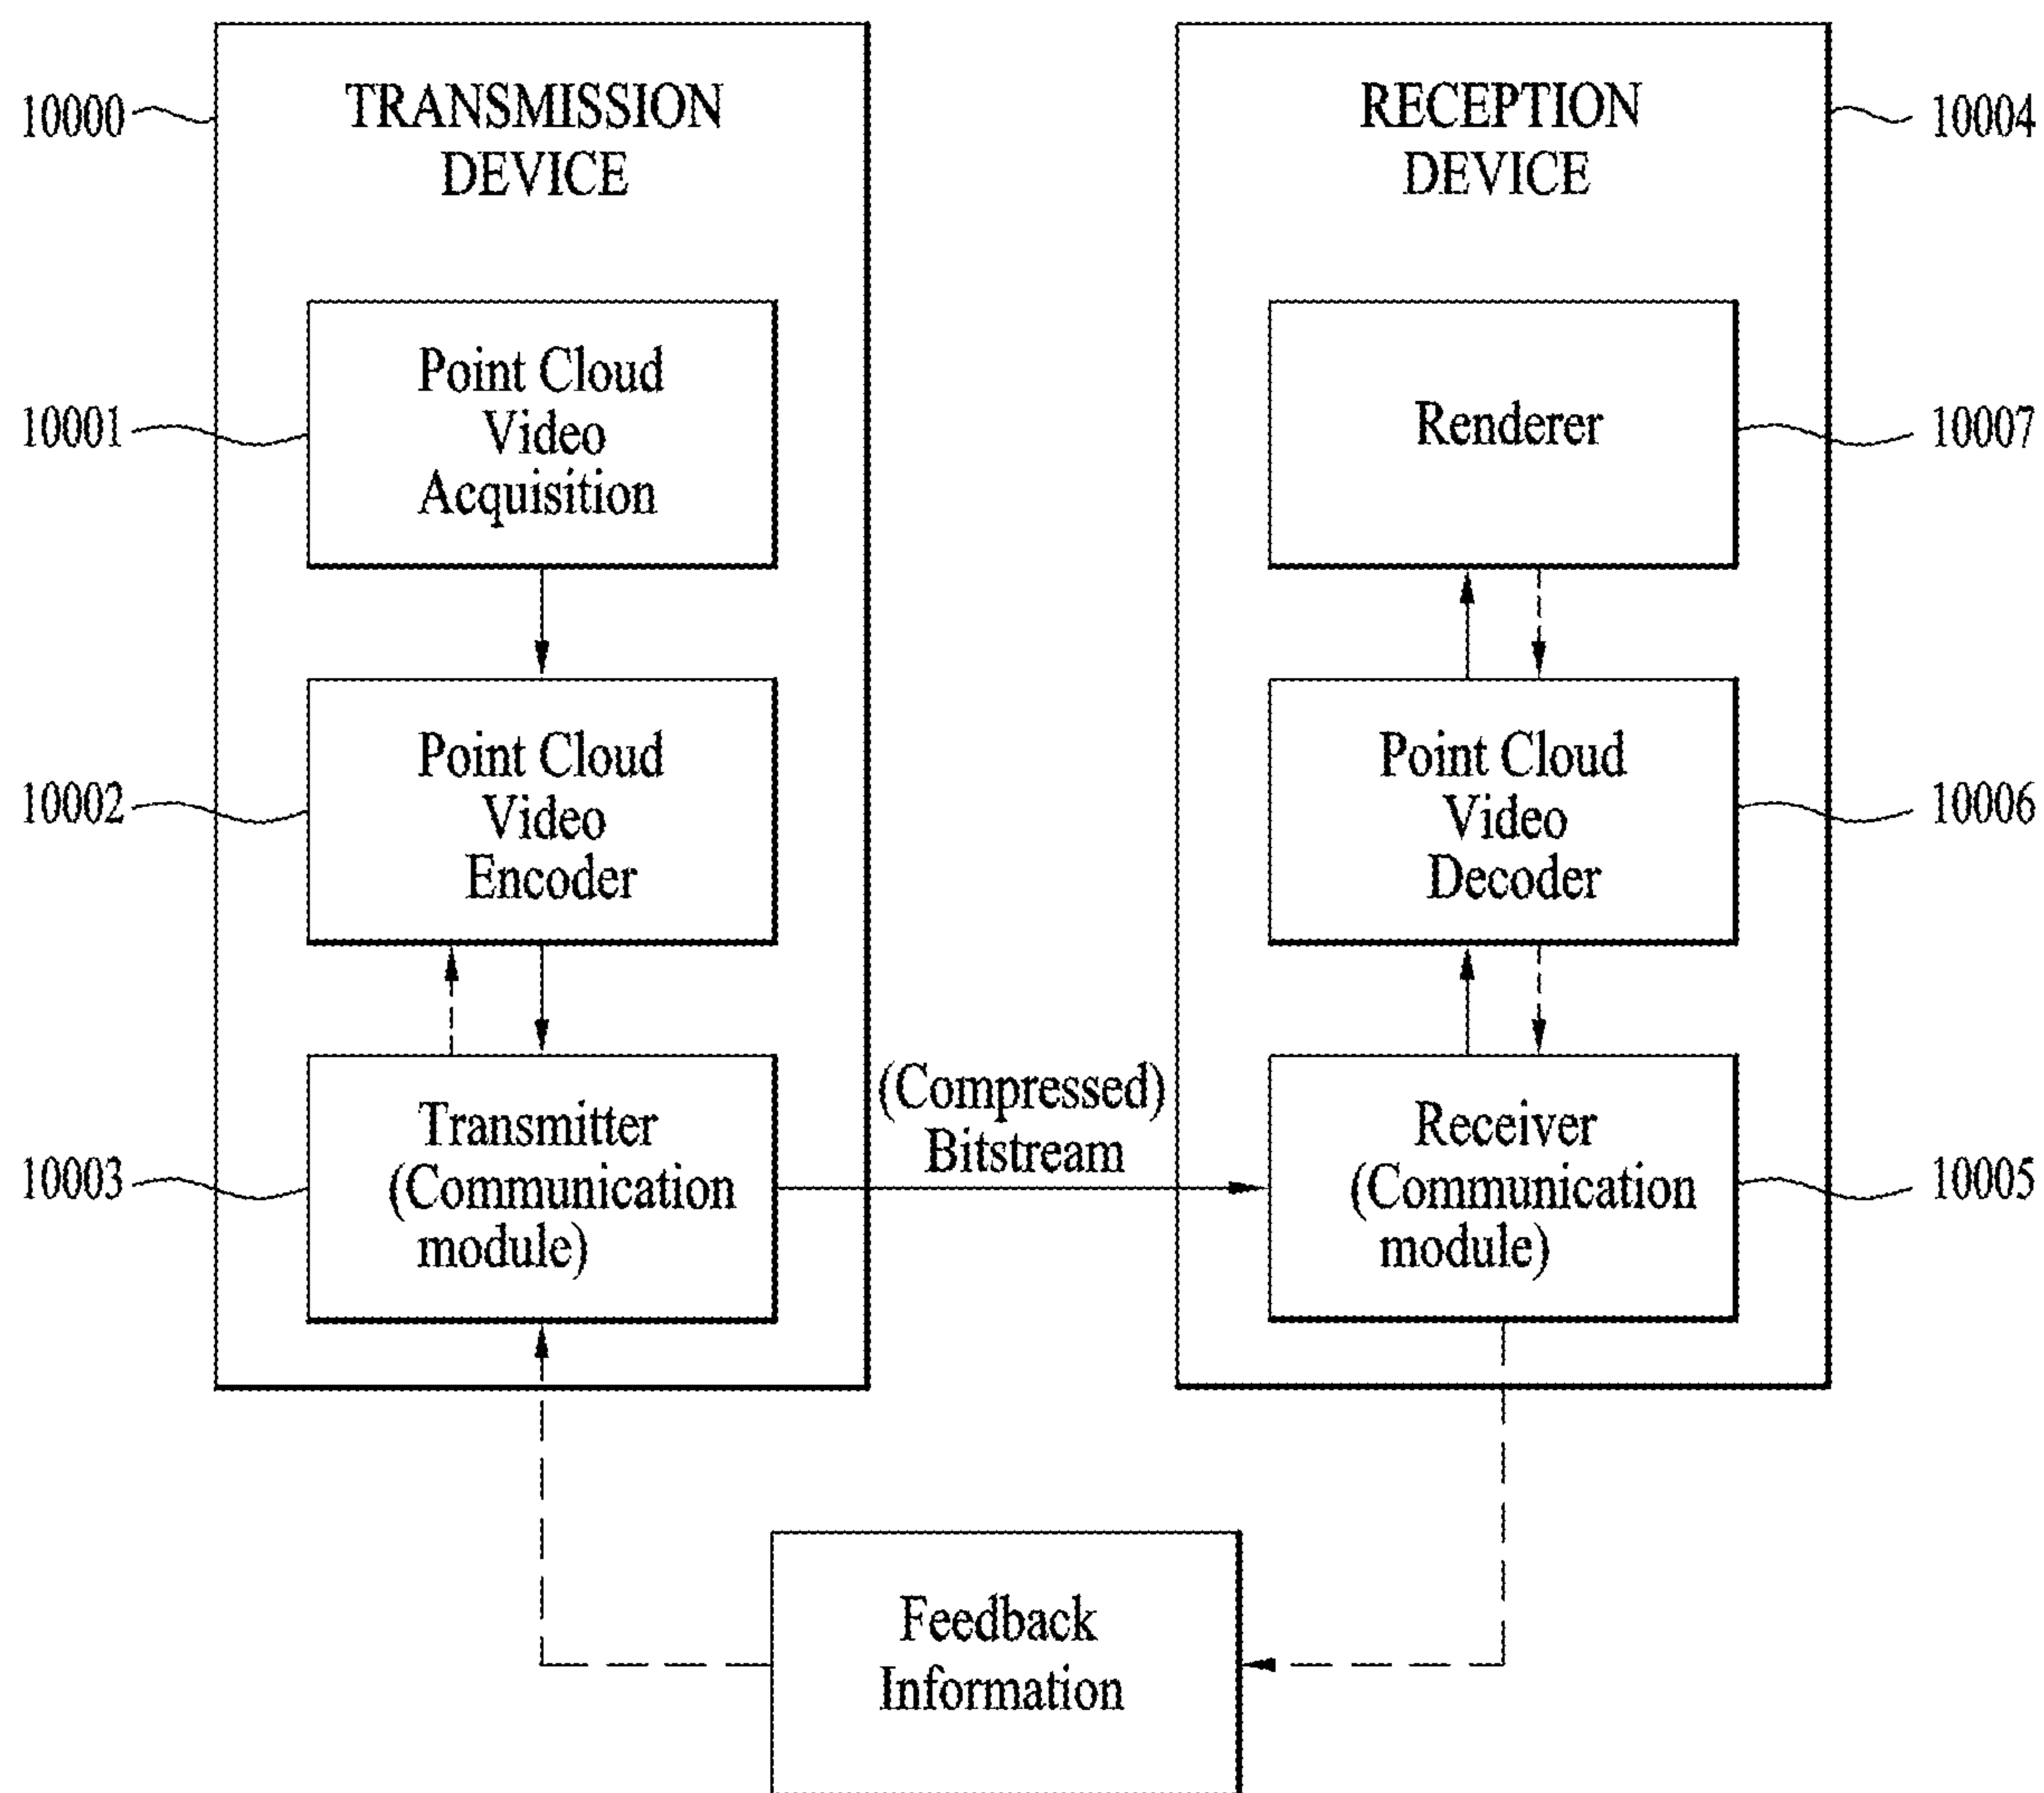 10000
TRANSMISSION
DEVICE
10001
Point Cloud
Video
Acquisition
10002
Point Cloud
Video
Encoder
10003
Transmitter
(Communication
module)
(Compressed)
Bitstream
RECEPTION
DEVICE
10004
Renderer
10007
Point Cloud
Video
Decoder
10006
Receiver
(Communication
module)
10005
Feedback
Information